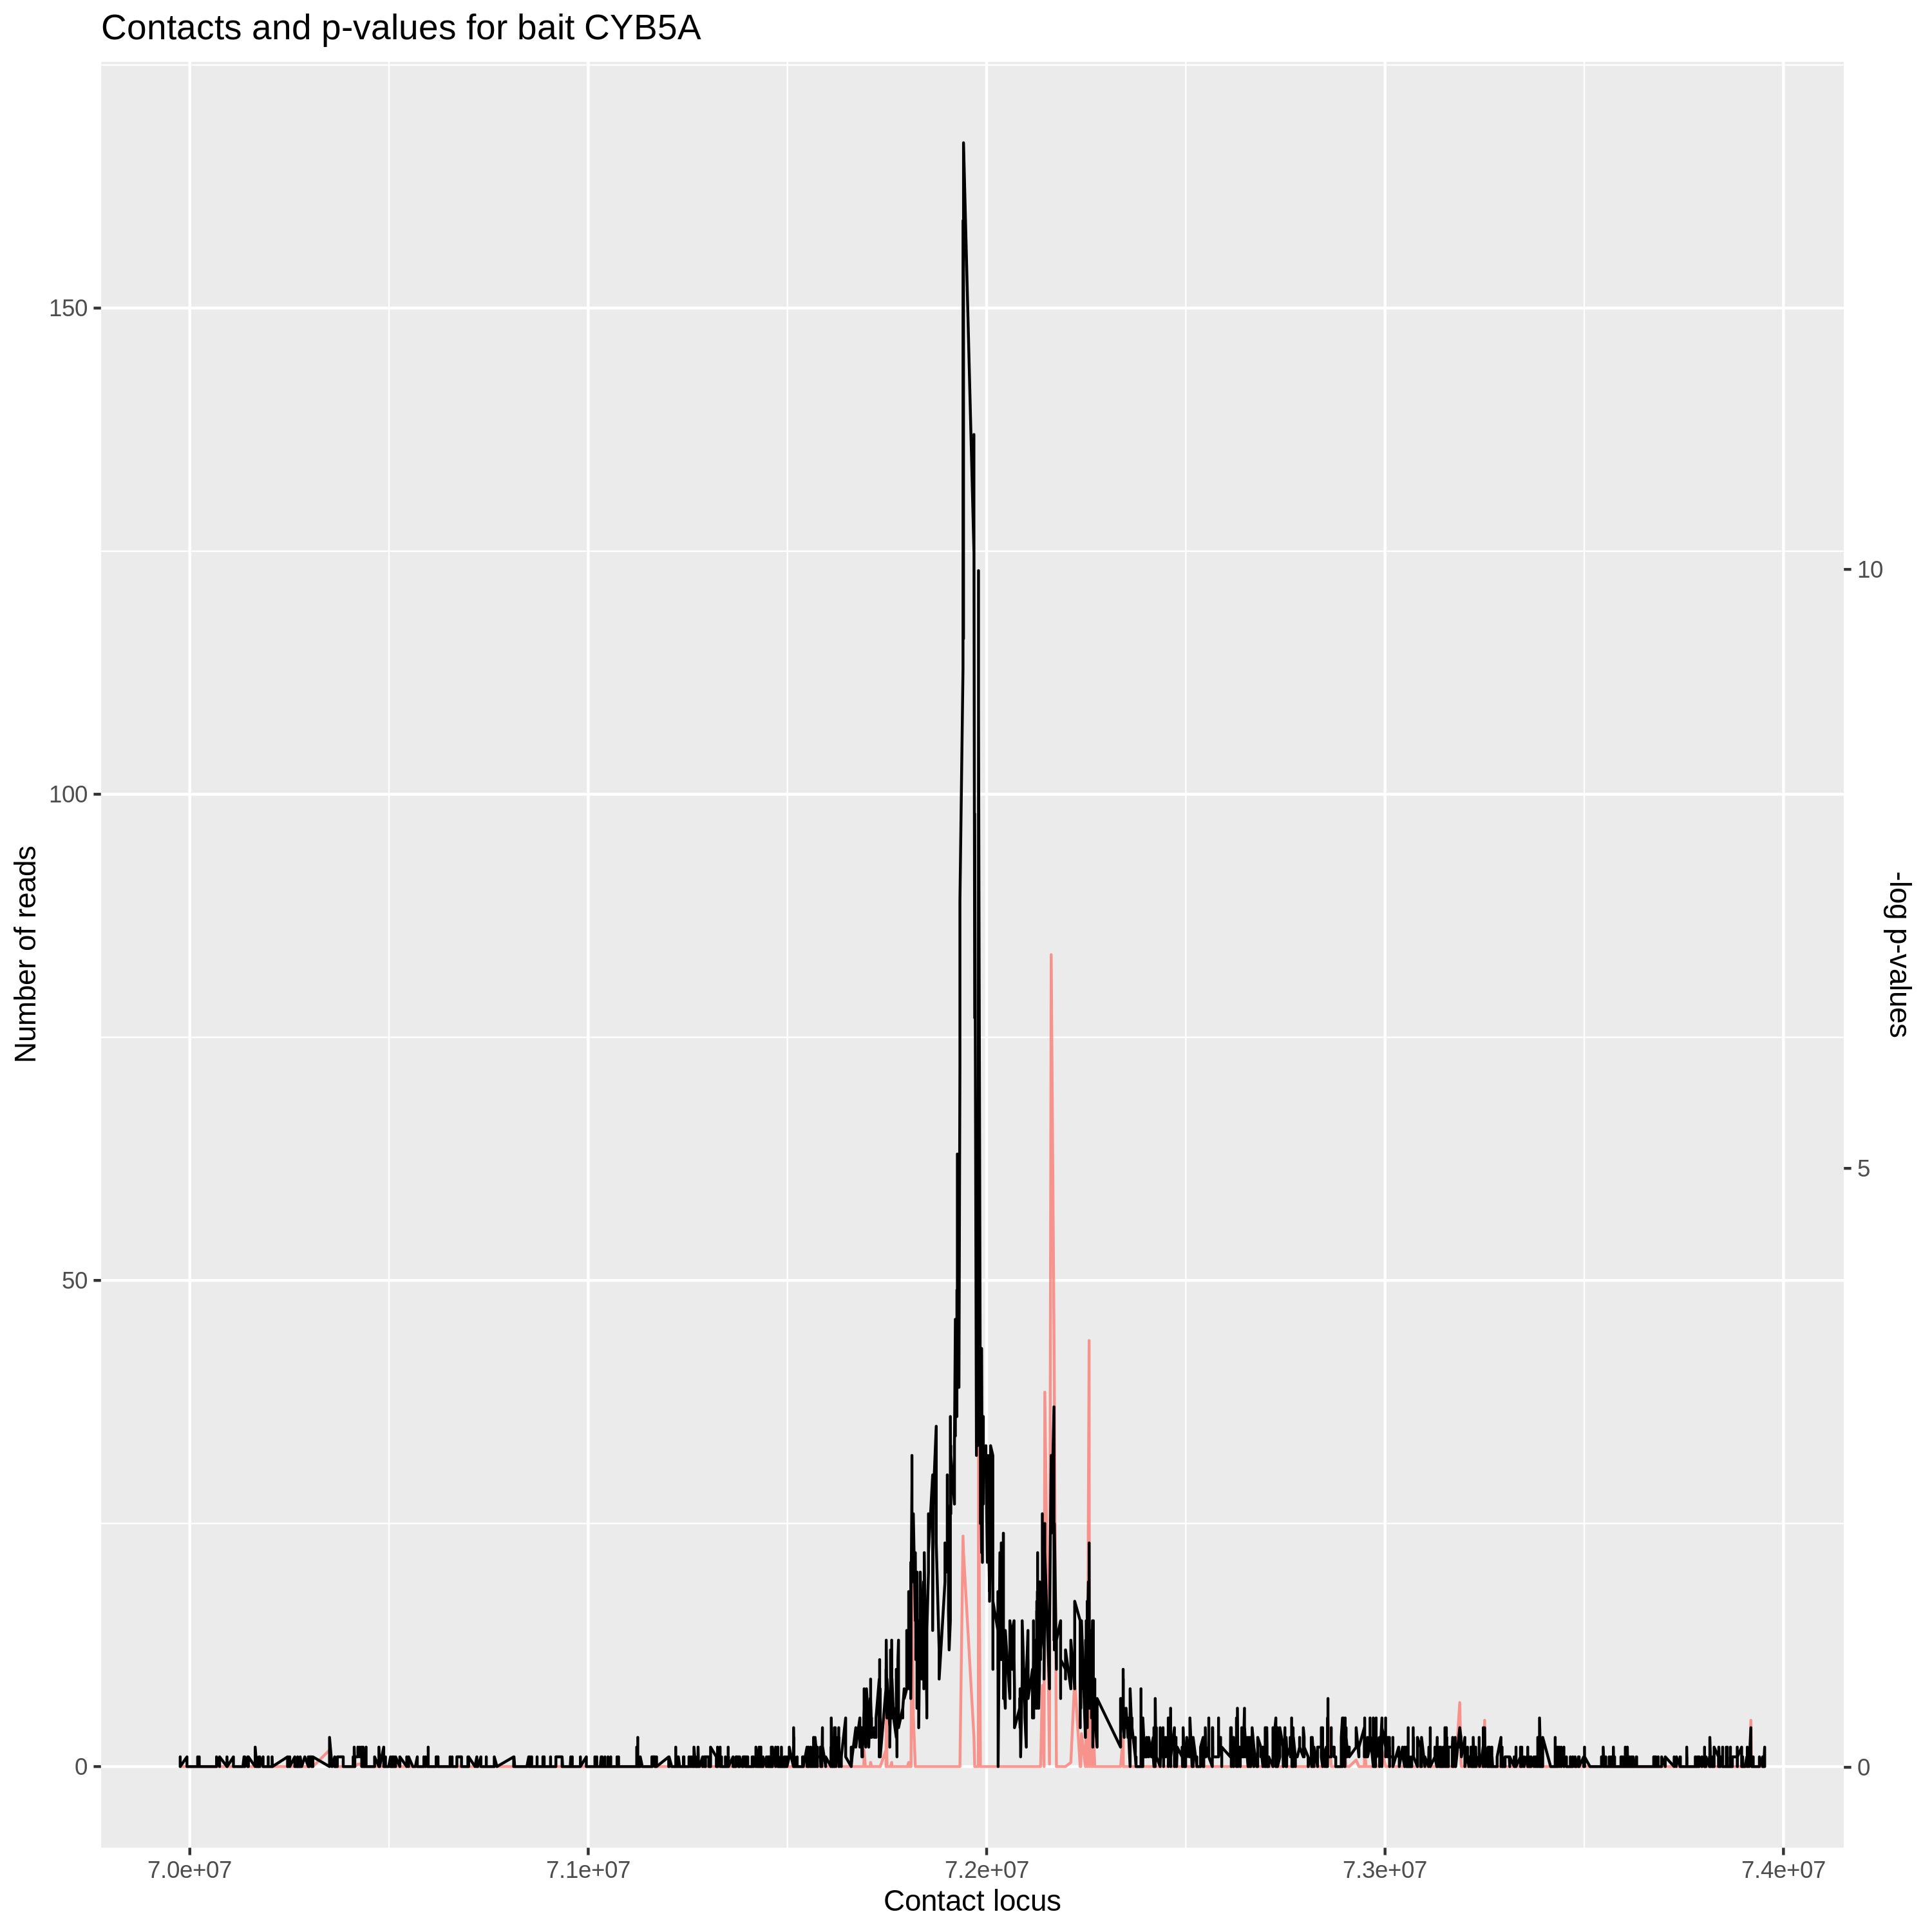 Contacts and p-values for bait CYB5A
150
100
50
0
Number of reads
10
5
0
-log p-values
7.0e+07
7.1e+07
7.2e+07
7.3e+07
7.4e+07
Contact locus